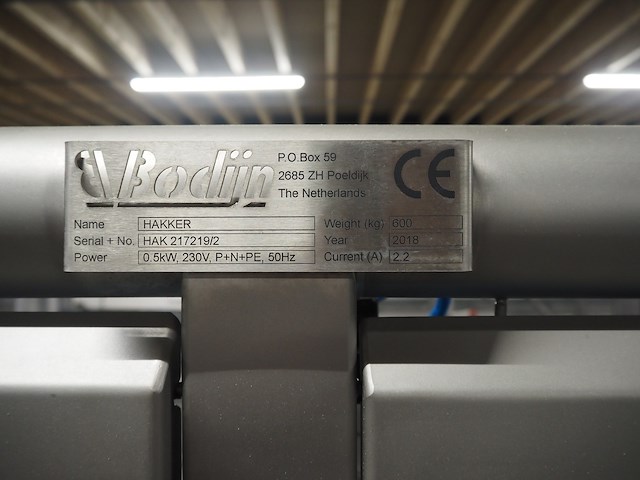 Bodijn
P.O.Box 59
2685 ZH Poeldijk
The Netherlands
CE
Name HAKKER Weight (kg) 600
Serial + No. HAK 217219/2 Year 2018
Power 0.5kW, 230V, P+N+PE, 50Hz Current (A) 2.2